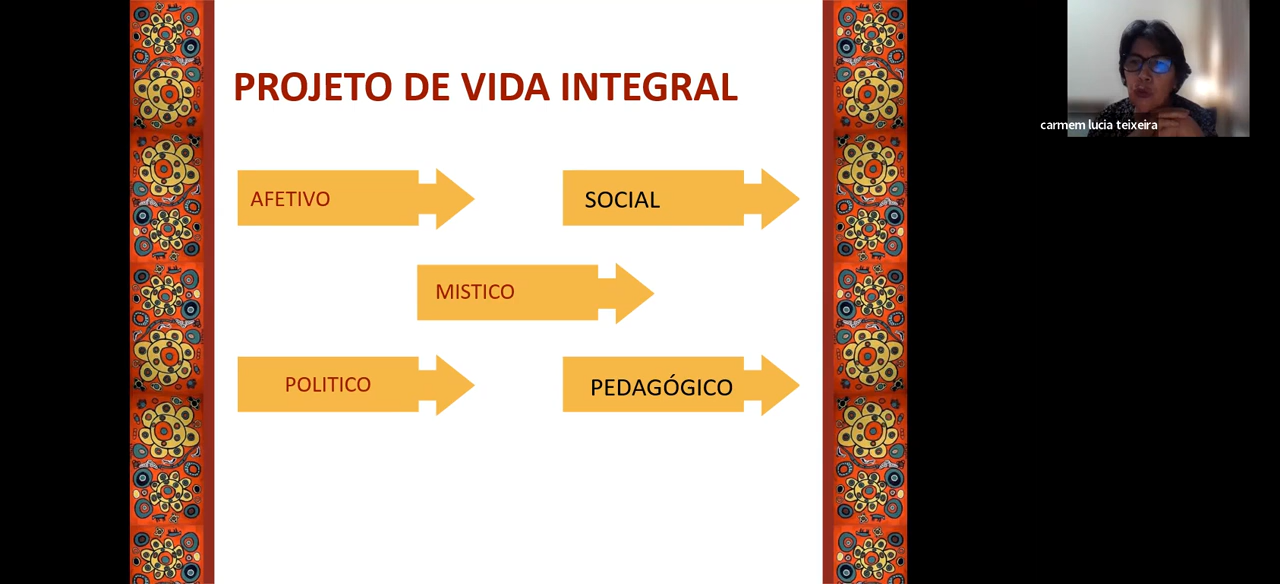 PROJETO DE VIDA INTEGRAL
carmem lucia teixeira
AFETIVO
SOCIAL
MISTICO
POLITICO
PEDAGÓGICO